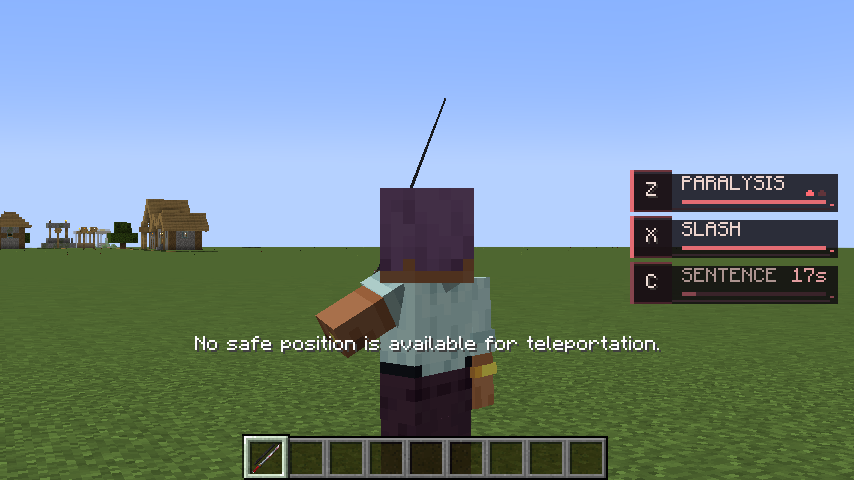 Z PARALYSIS
X SLASH
C SENTENCE 17s
No safe position is available for teleportation.